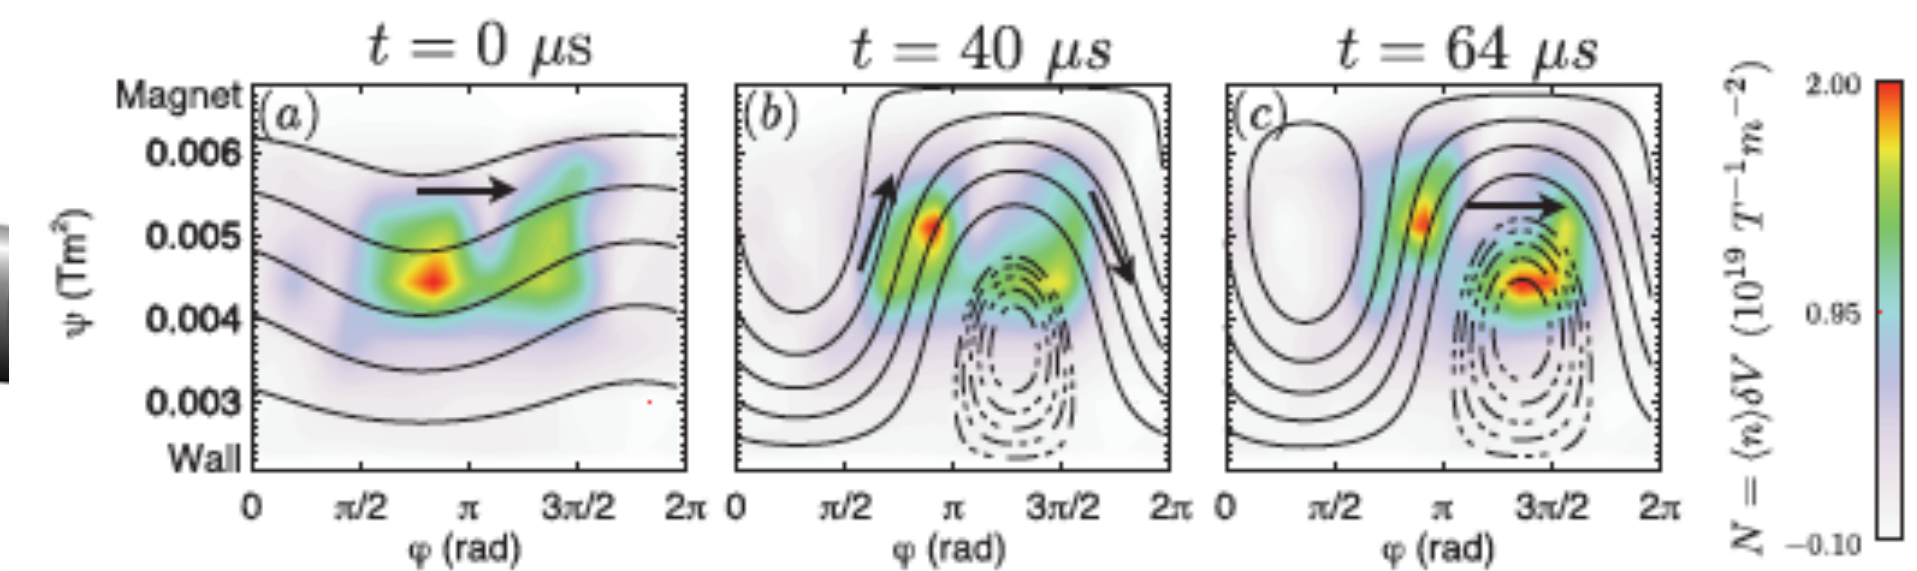 t = 0 μs
t = 40 μs
t = 64 μs
(a)
(b)
(c)
Magnet
0.006
0.005
0.004
0.003
Wall
ψ (Tm²)
0 π/2 π 3π/2 2π
φ (rad)
0 π/2 π 3π/2 2π
φ (rad)
0 π/2 π 3π/2 2π
φ (rad)
N = ⟨n⟩δV (10¹⁹ T⁻¹m⁻²)
2.00
0.95
−0.10